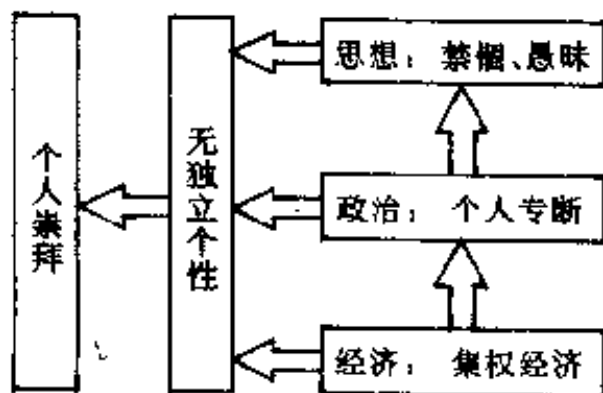 个人崇拜
无独立个性
思想：禁锢、愚昧
政治：个人专断
经济：集权经济